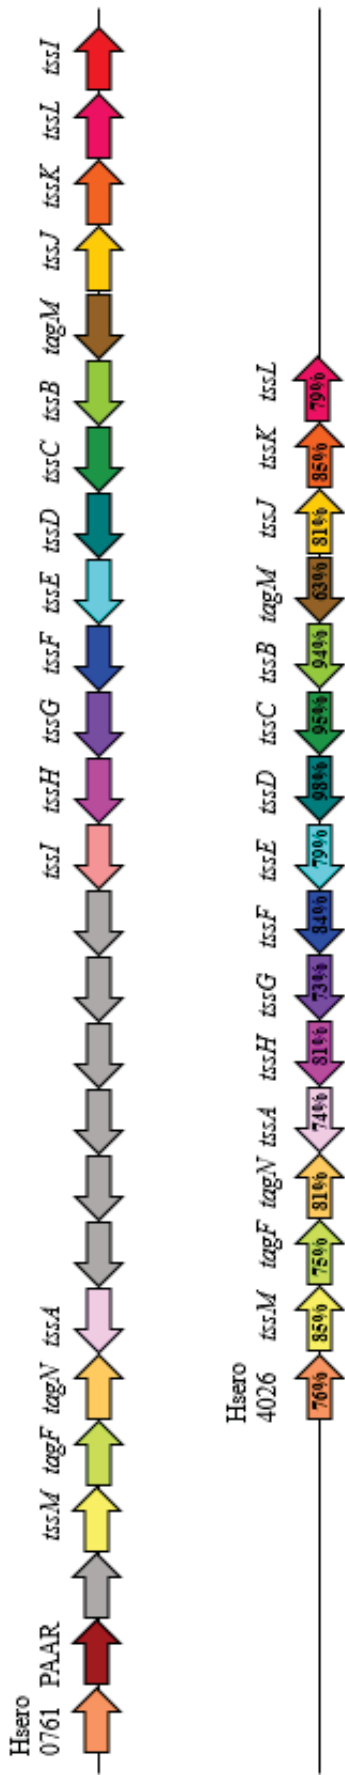 Hsero
0761 PAAR tssM tagF tagN tssA tssI tssH tssG tssF tssE tssD tssC tssB tagM tssJ tssK tssL tssI
Hsero
4026 tssM tagF tagN tssA tssH tssG tssF tssE tssD tssC tssB tagM tssJ tssK tssL
76% 85% 75% 81% 74% 81% 73% 84% 79% 98% 95% 94% 63% 81% 85% 79%